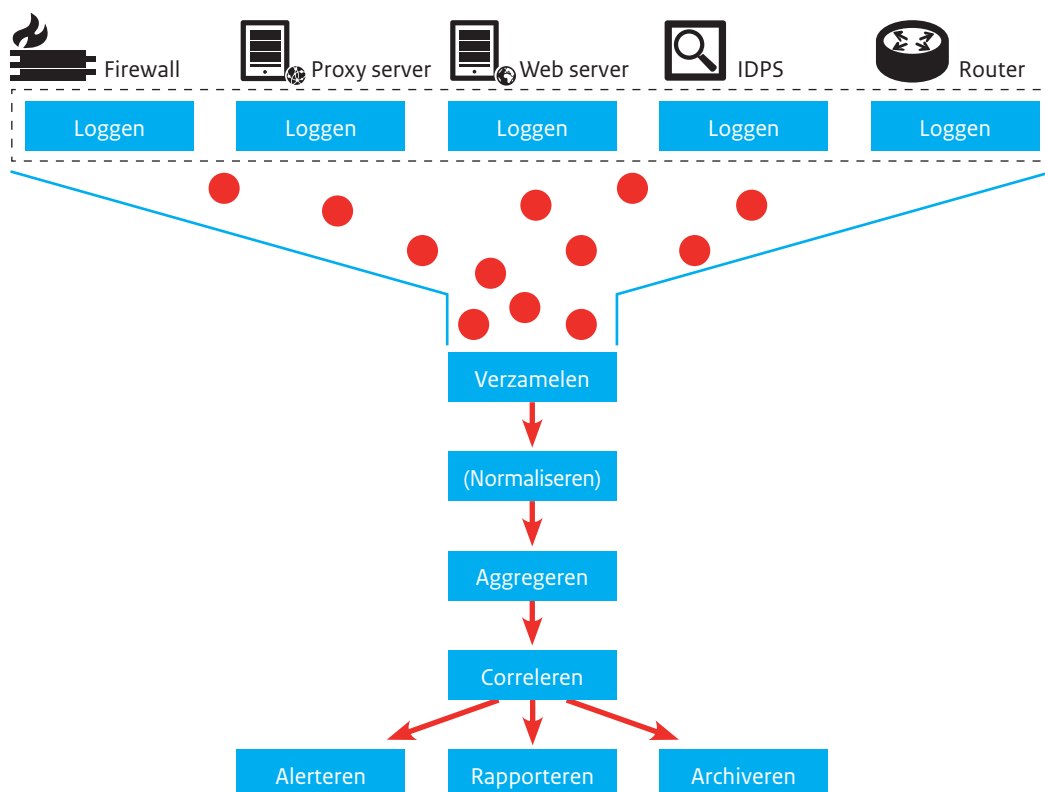 Firewall
Proxy server
Web server
IDPS
Router
Loggen
Loggen
Loggen
Loggen
Loggen
Verzamelen
(Normaliseren)
Aggregeren
Correleren
Alerteren
Rapporteren
Archiveren